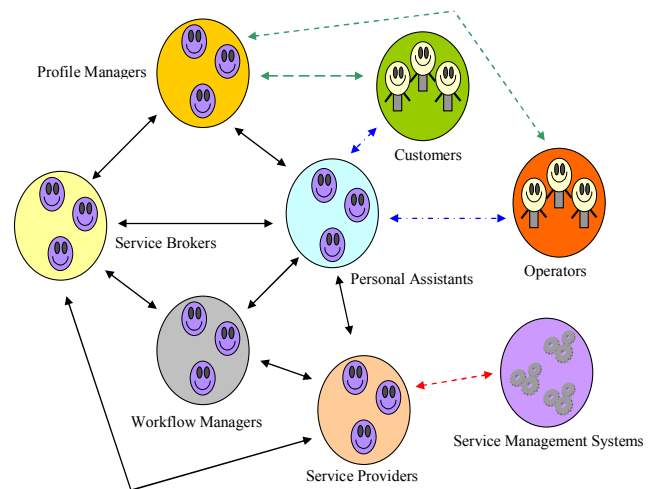 Profile Managers
Customers
Service Brokers
Personal Assistants
Operators
Workflow Managers
Service Management Systems
Service Providers